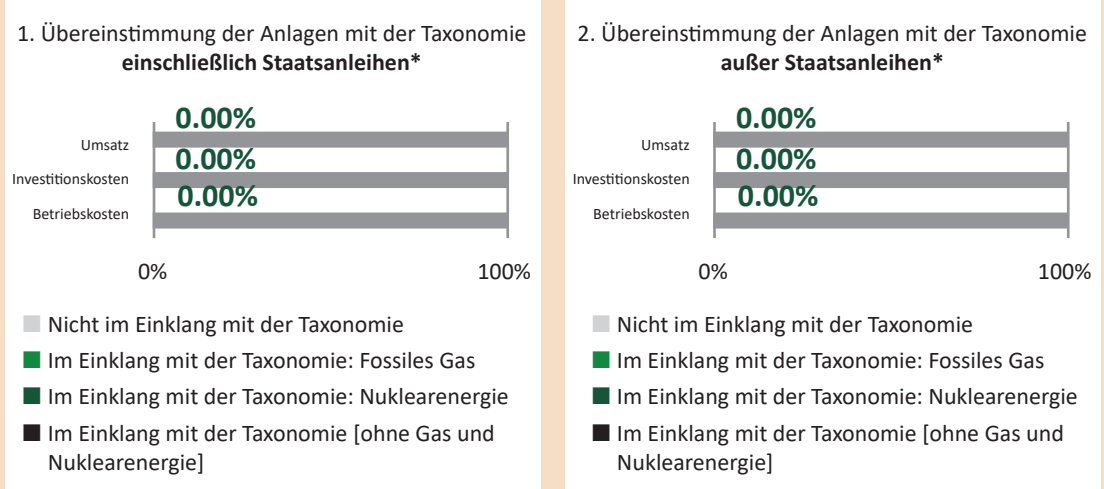 1. Übereinstimmung der Anlagen mit der Taxonomie
einschließlich Staatsanleihen*
0.00%
Umsatz
0.00%
Investitionskosten
0.00%
Betriebskosten
0%
100%
Nicht im Einklang mit der Taxonomie
Im Einklang mit der Taxonomie: Fossiles Gas
Im Einklang mit der Taxonomie: Nuklearenergie
Im Einklang mit der Taxonomie [ohne Gas und
Nuklearenergie]
2. Übereinstimmung der Anlagen mit der Taxonomie
außer Staatsanleihen*
0.00%
Umsatz
0.00%
Investitionskosten
0.00%
Betriebskosten
0%
100%
Nicht im Einklang mit der Taxonomie
Im Einklang mit der Taxonomie: Fossiles Gas
Im Einklang mit der Taxonomie: Nuklearenergie
Im Einklang mit der Taxonomie [ohne Gas und
Nuklearenergie]